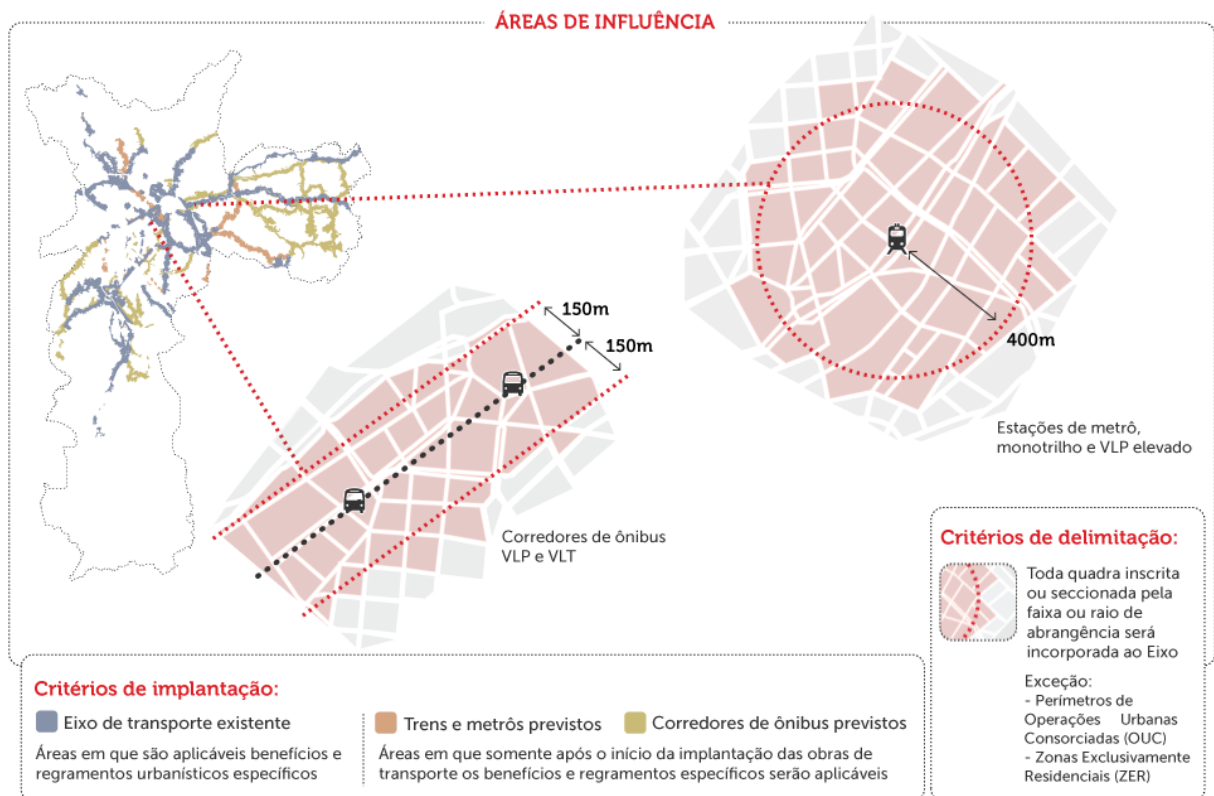 ÁREAS DE INFLUÊNCIA
150m
150m
400m
Estações de metrô,
monotrilho e VLP elevado
Corredores de ônibus
VLP e VLT
Critérios de delimitação:
Toda quadra inscrita
ou seccionada pela
faixa ou raio de
abrangência será
incorporada ao Eixo
Exceção:
- Perímetros de
Operações Urbanas
Consorciadas (OUC)
- Zonas Exclusivamente
Residenciais (ZER)
Critérios de implantação:
Eixo de transporte existente
Áreas em que são aplicáveis benefícios e
regramentos urbanísticos específicos
Trens e metrôs previstos
Corredores de ônibus previstos
Áreas em que somente após o início da implantação das obras de
transporte os benefícios e regramentos específicos serão aplicáveis